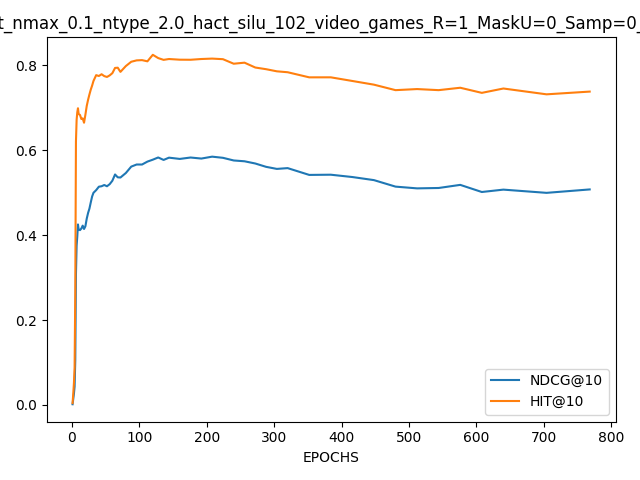 t_nmax_0.1_ntype_2.0_hact_silu_102_video_games_R=1_MaskU=0_Samp=0_
0.8
0.6
0.4
0.2
0.0
0 100 200 300 400 500 600 700 800
EPOCHS
NDCG@10
HIT@10